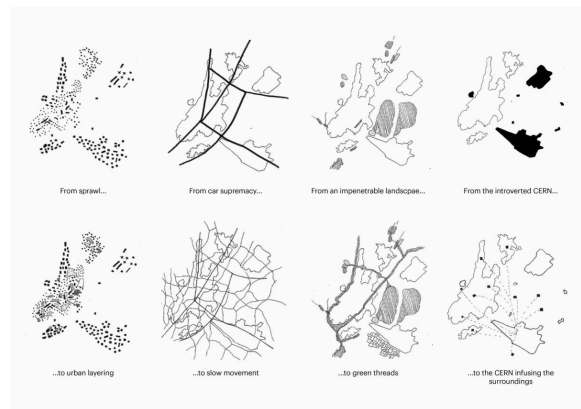 From sprawl...
From car supremacy...
From an impenetrable landscpae...
From the introverted CERN...
...to urban layering
...to slow movement
...to green threads
...to the CERN infusing the
surroundings